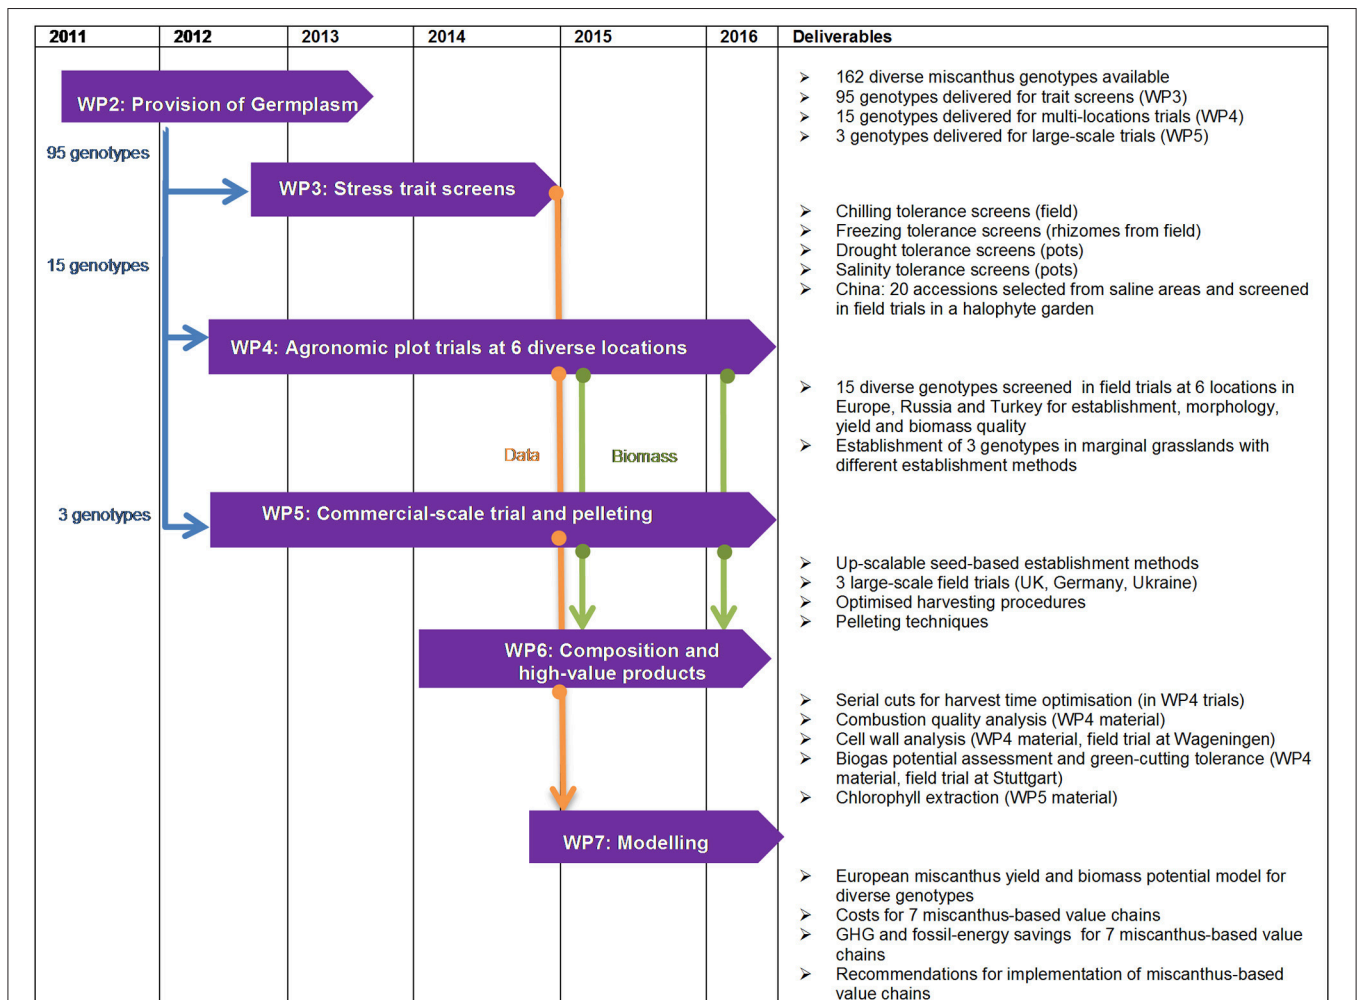 2011 2012 2013 2014 2015 2016 Deliverables
WP2: Provision of Germplasm
➢ 162 diverse miscanthus genotypes available
➢ 95 genotypes delivered for trait screens (WP3)
➢ 15 genotypes delivered for multi-locations trials (WP4)
➢ 3 genotypes delivered for large-scale trials (WP5)
95 genotypes
WP3: Stress trait screens
➢ Chilling tolerance screens (field)
➢ Freezing tolerance screens (rhizomes from field)
➢ Drought tolerance screens (pots)
➢ Salinity tolerance screens (pots)
➢ China: 20 accessions selected from saline areas and screened
in field trials in a halophyte garden
15 genotypes
WP4: Agronomic plot trials at 6 diverse locations
➢ 15 diverse genotypes screened in field trials at 6 locations in
Europe, Russia and Turkey for establishment, morphology,
yield and biomass quality
➢ Establishment of 3 genotypes in marginal grasslands with
different establishment methods
Data
Biomass
3 genotypes
WP5: Commercial-scale trial and pelleting
➢ Up-scalable seed-based establishment methods
➢ 3 large-scale field trials (UK, Germany, Ukraine)
➢ Optimised harvesting procedures
➢ Pelleting techniques
WP6: Composition and
high-value products
➢ Serial cuts for harvest time optimisation (in WP4 trials)
➢ Combustion quality analysis (WP4 material)
➢ Cell wall analysis (WP4 material, field trial at Wageningen)
➢ Biogas potential assessment and green-cutting tolerance (WP4
material, field trial at Stuttgart)
➢ Chlorophyll extraction (WP5 material)
WP7: Modelling
➢ European miscanthus yield and biomass potential model for
diverse genotypes
➢ Costs for 7 miscanthus-based value chains
➢ GHG and fossil-energy savings for 7 miscanthus-based value
chains
➢ Recommendations for implementation of miscanthus-based
value chains